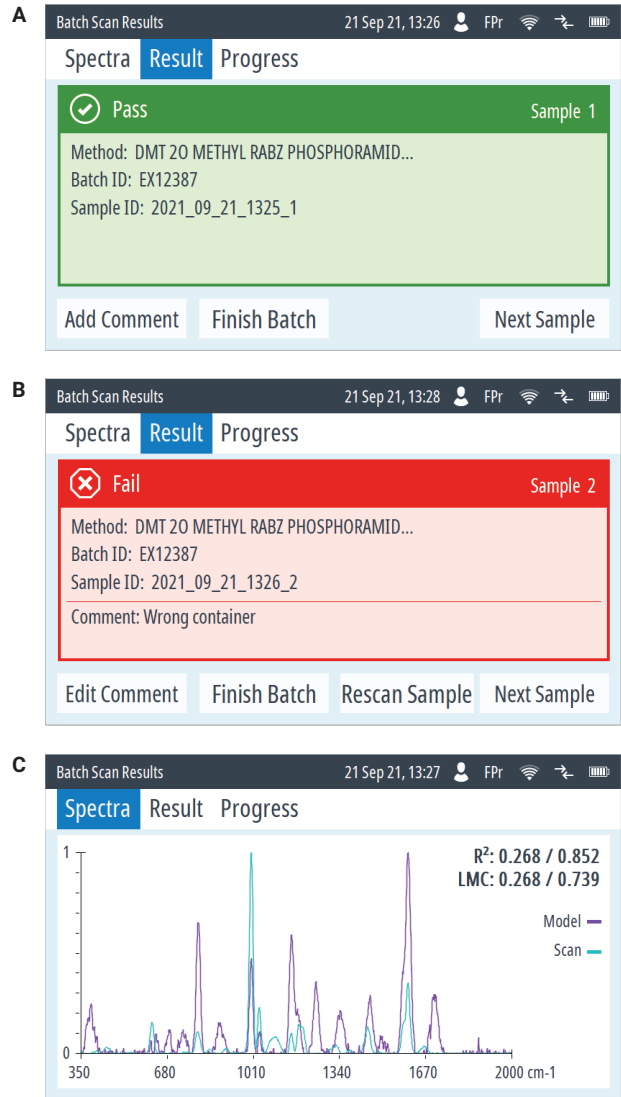 A
Batch Scan Results 21 Sep 21, 13:26 FPr
Spectra Result Progress
Pass Sample 1
Method: DMT 2O METHYL RABZ PHOSPHORAMID...
Batch ID: EX12387
Sample ID: 2021_09_21_1325_1
Add Comment Finish Batch Next Sample
B
Batch Scan Results 21 Sep 21, 13:28 FPr
Spectra Result Progress
Fail Sample 2
Method: DMT 2O METHYL RABZ PHOSPHORAMID...
Batch ID: EX12387
Sample ID: 2021_09_21_1326_2
Comment: Wrong container
Edit Comment Finish Batch Rescan Sample Next Sample
C
Batch Scan Results 21 Sep 21, 13:27 FPr
Spectra Result Progress
1
R²: 0.268 / 0.852
LMC: 0.268 / 0.739
Model
Scan
0
350 680 1010 1340 1670 2000 cm-1